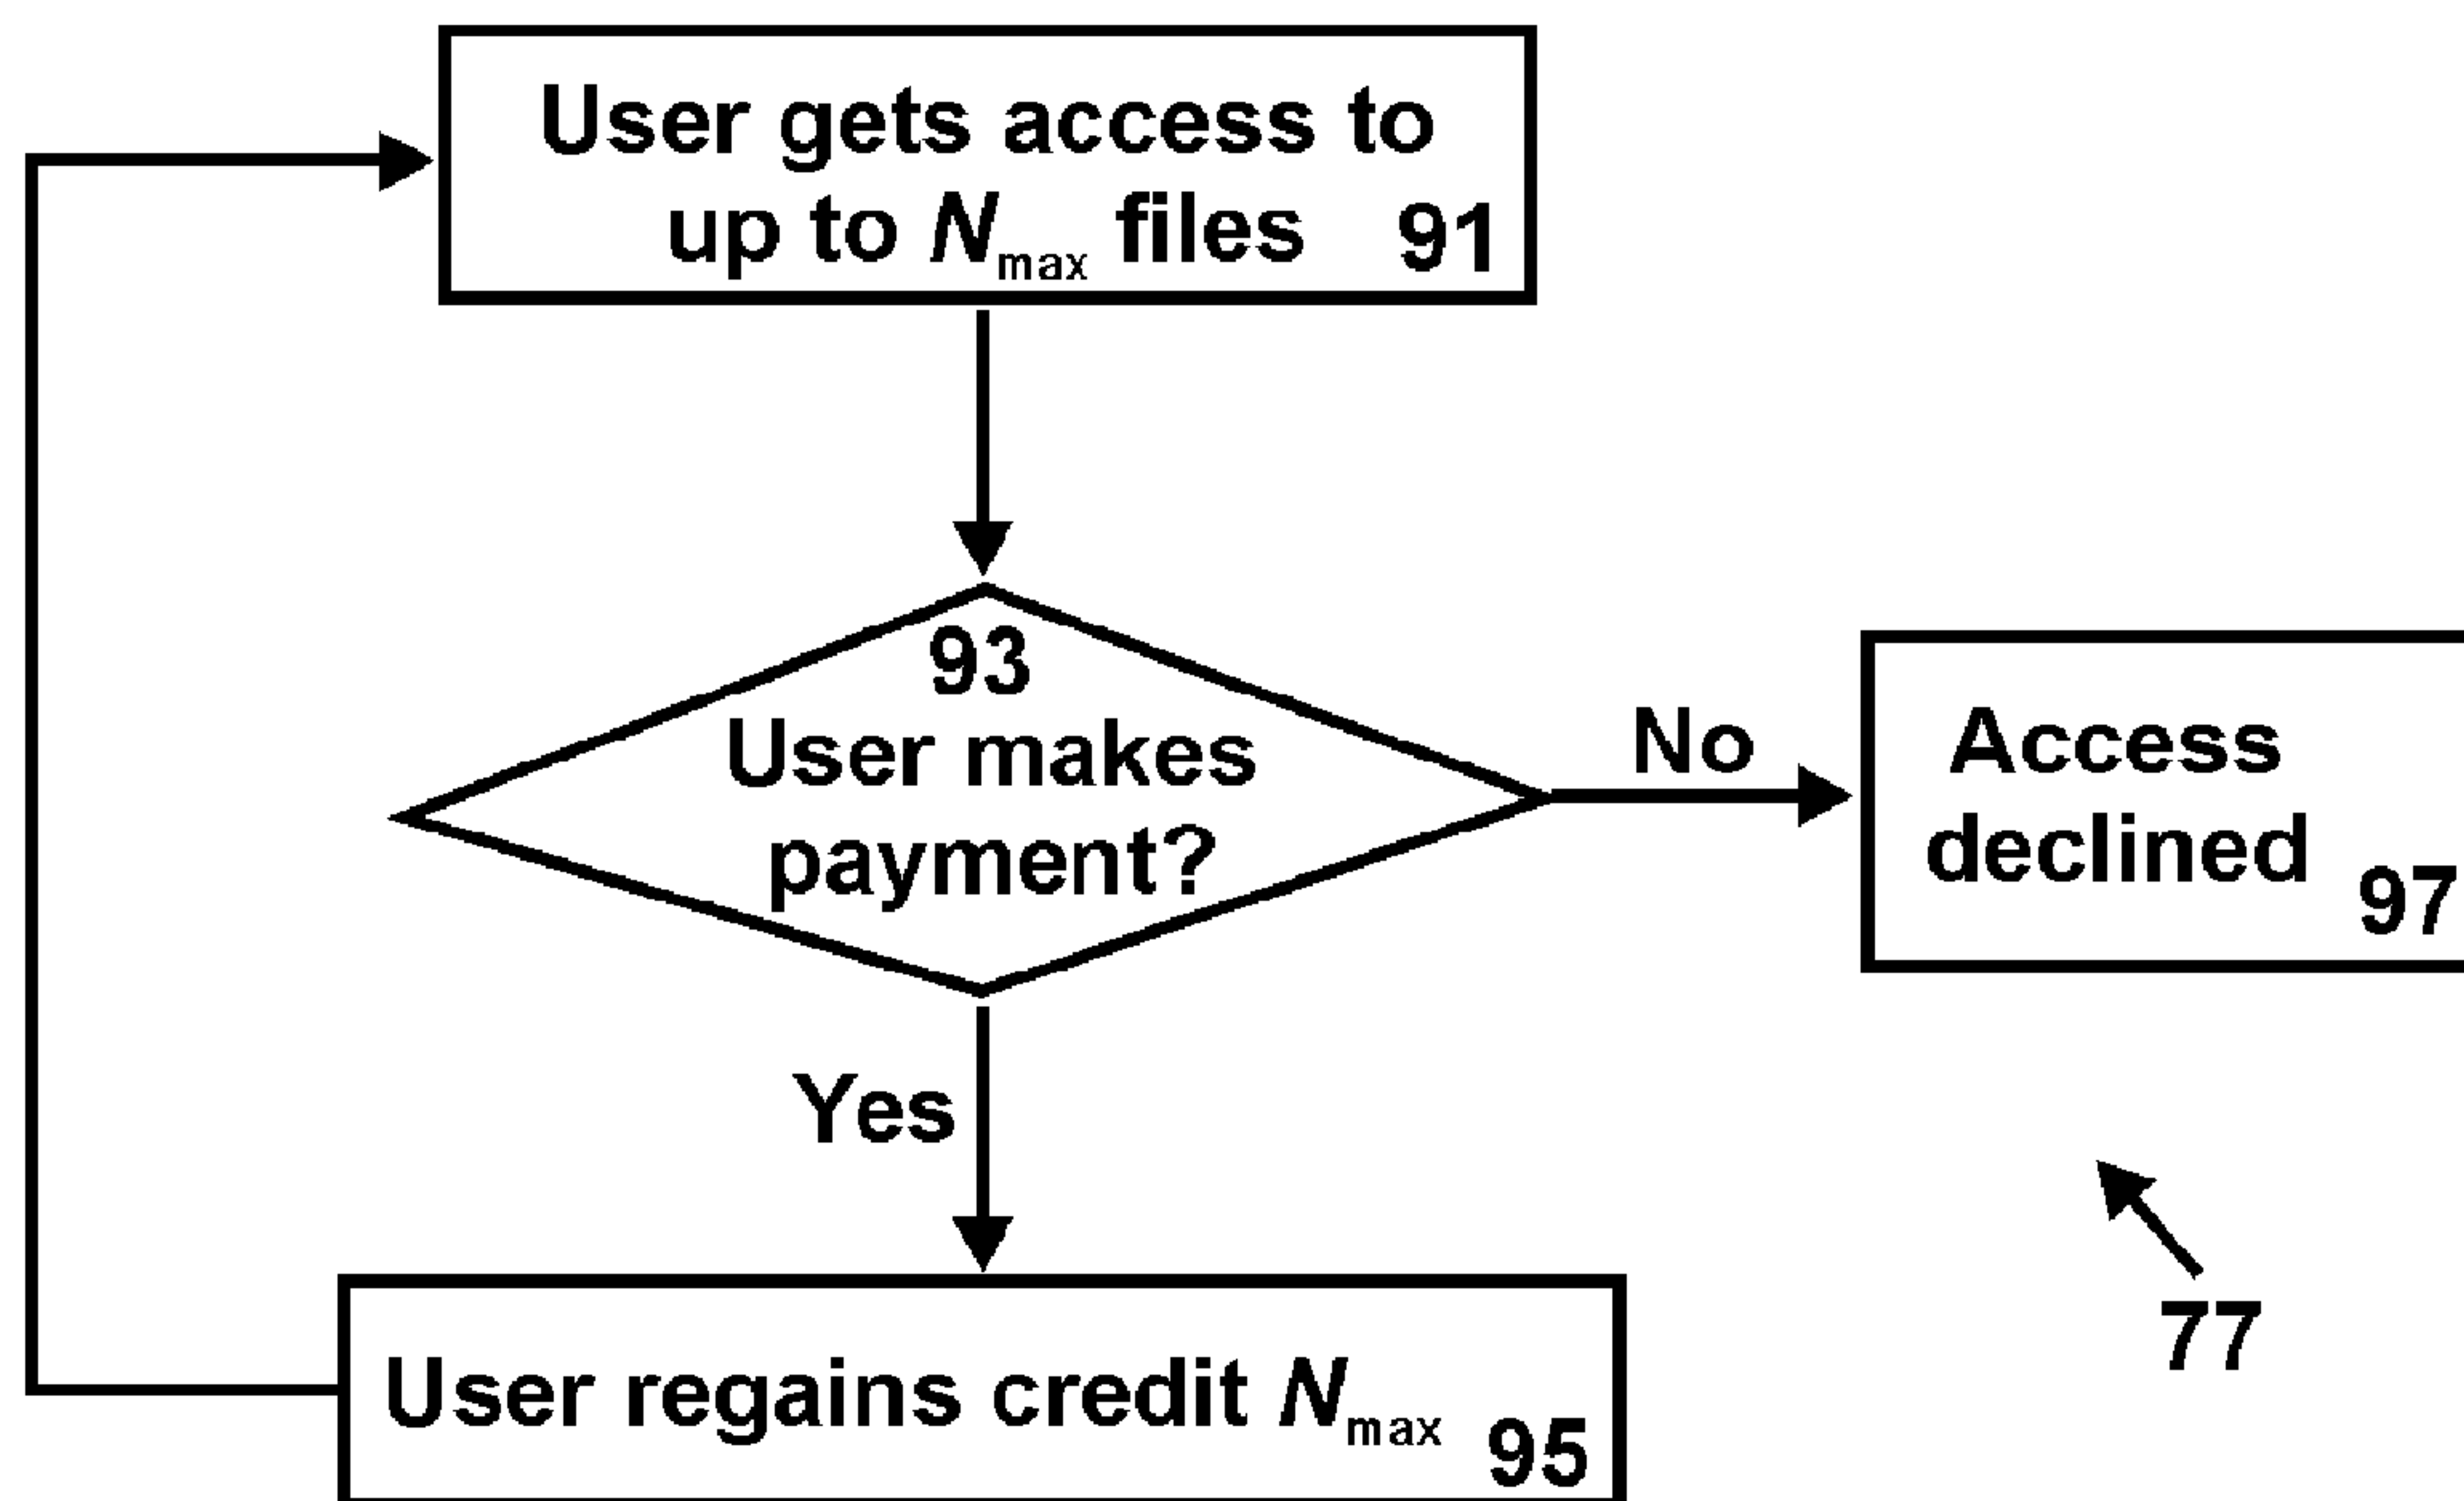 User gets access to
up to Nmax files 91
93
User makes
payment?
No
Access
declined 97
Yes
77
User regains credit Nmax 95